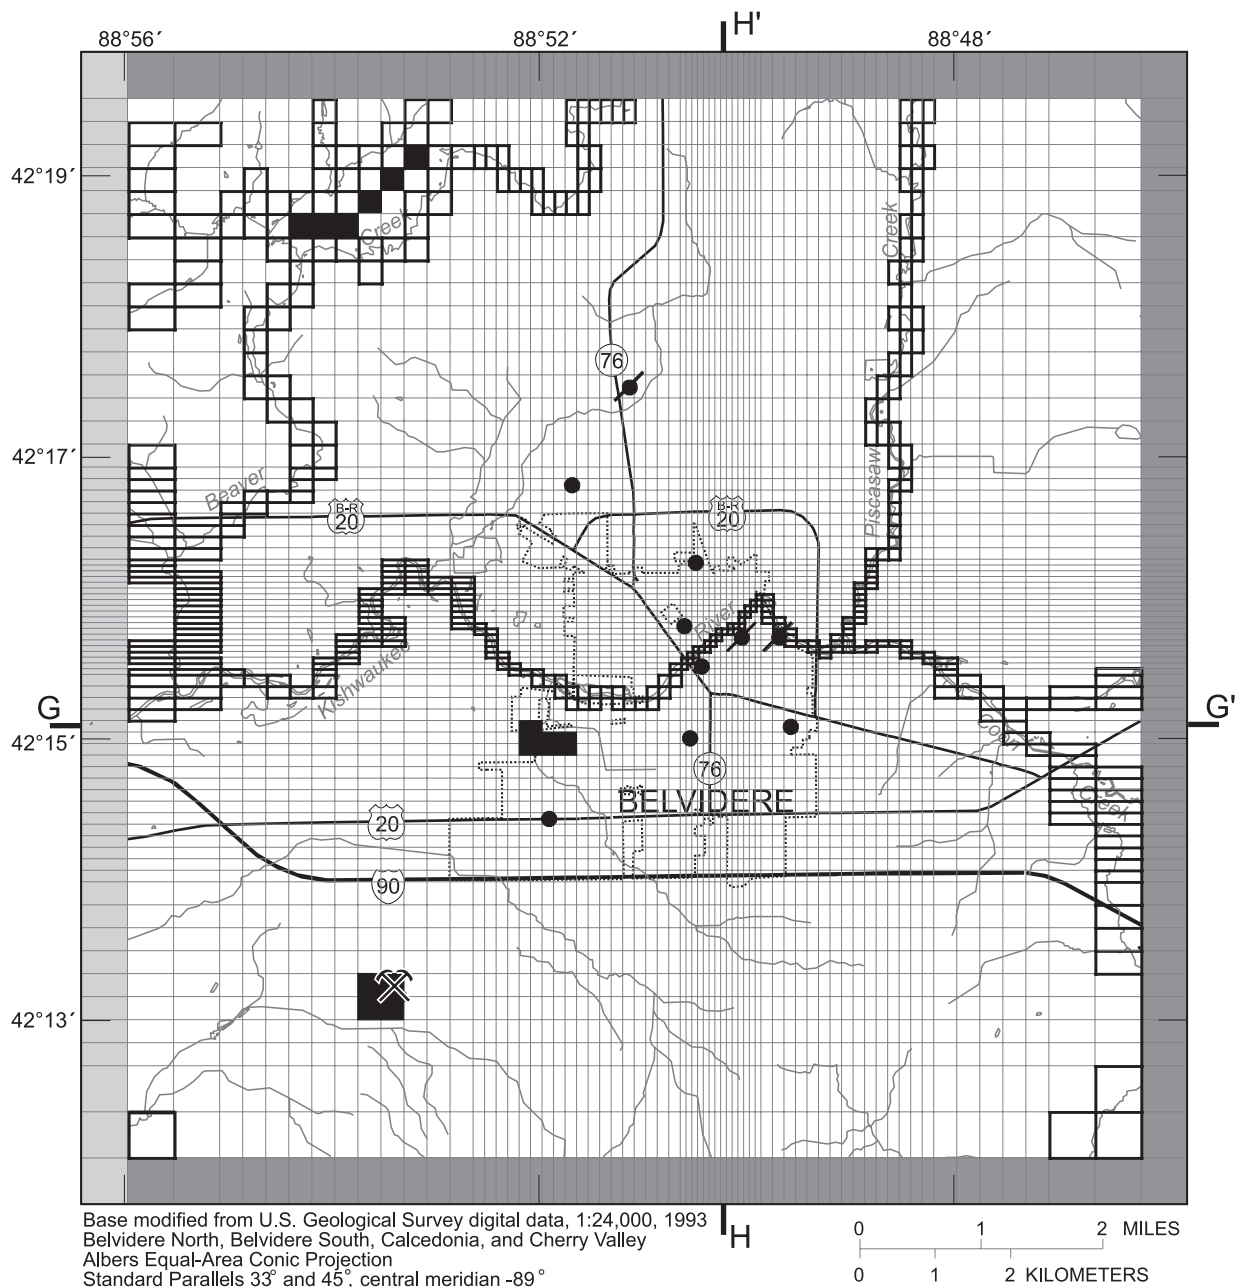 H'
88°56′ 88°52′ 88°48′
42°19′
Creek
Creek
76
42°17′
Beaver
Piscasaw
B-R
20
B-R
20
River
Kishwaukee
G
G'
42°15′
Coon
76
BELVIDERE
Creek
20
90
42°13′
Base modified from U.S. Geological Survey digital data, 1:24,000, 1993
Belvidere North, Belvidere South, Calcedonia, and Cherry Valley
Albers Equal-Area Conic Projection
Standard Parallels 33° and 45°, central meridian -89°
H
0 1 2 MILES
0 1 2 KILOMETERS